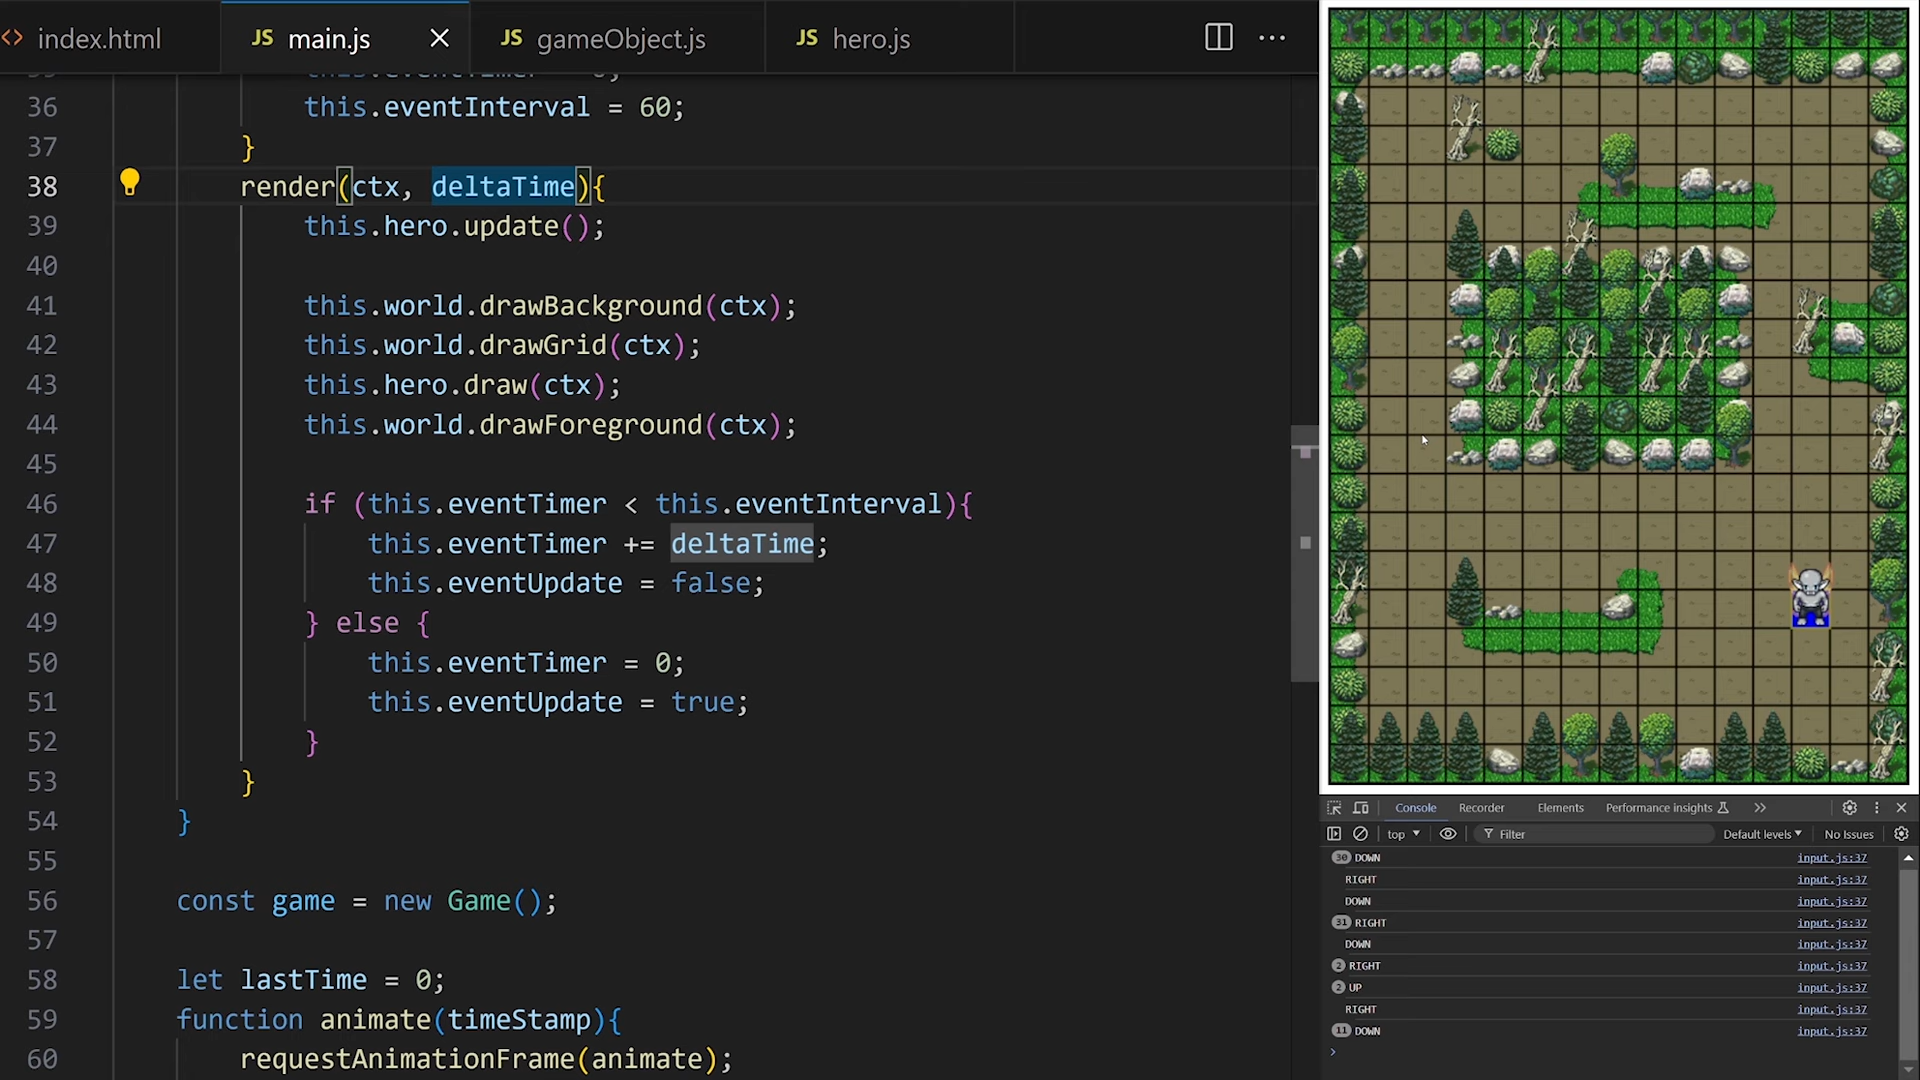 <> index.html JS main.js JS gameObject.js JS hero.js ...
36 this.eventInterval = 60;
37 }
38 render(ctx, deltaTime){
39 this.hero.update();
40
41 this.world.drawBackground(ctx);
42 this.world.drawGrid(ctx);
43 this.hero.draw(ctx);
44 this.world.drawForeground(ctx);
45
46 if (this.eventTimer < this.eventInterval){
47 this.eventTimer += deltaTime;
48 this.eventUpdate = false;
49 } else {
50 this.eventTimer = 0;
51 this.eventUpdate = true;
52 }
53 }
54 }
55
56 const game = new Game();
57
58 let lastTime = 0;
59 function animate(timeStamp){
60 requestAnimationFrame(animate);
Console Recorder Elements Performance insights
top Filter Default levels No Issues
30 DOWN input.js:37
RIGHT input.js:37
DOWN input.js:37
31 RIGHT input.js:37
DOWN input.js:37
2 RIGHT input.js:37
2 UP input.js:37
RIGHT input.js:37
11 DOWN input.js:37